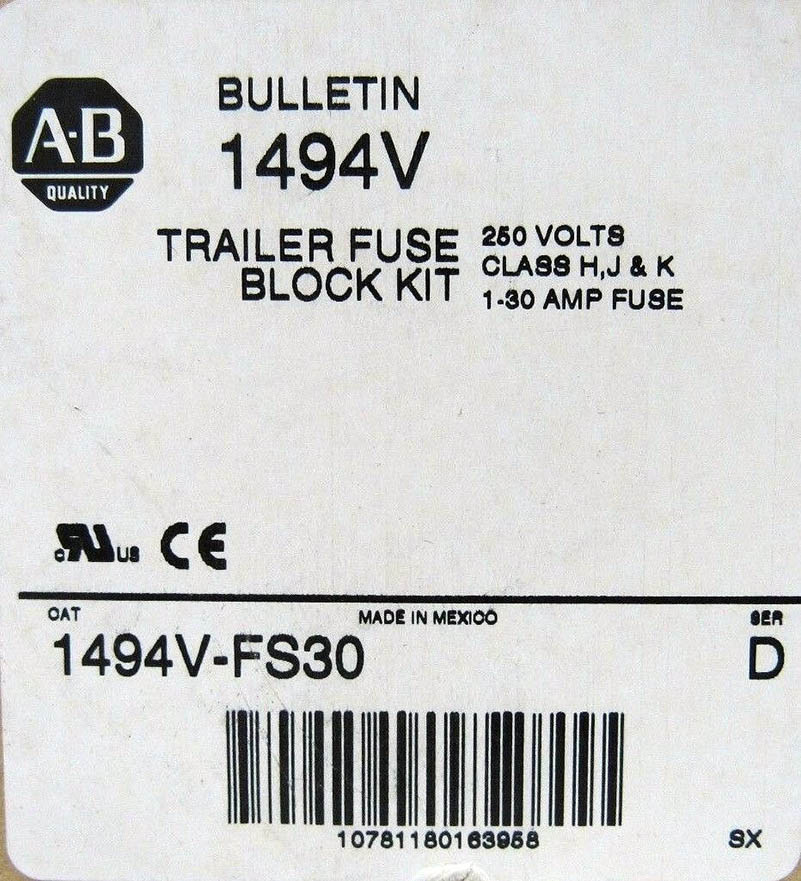 A-B
QUALITY
BULLETIN
1494V
TRAILER FUSE
BLOCK KIT
250 VOLTS
CLASS H,J & K
1-30 AMP FUSE
c RU US CE
CAT
MADE IN MEXICO
SER
1494V-FS30
D
10781180163958
SX